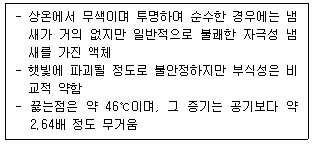 - 상온에서 무색이며 투명하여 순수한 경우에는 냄
새가 거의 없지만 일반적으로 불쾌한 자극성 냄
새를 가진 액체
- 햇빛에 파괴될 정도로 불안정하지만 부식성은 비
교적 약함
- 끓는점은 약 46℃이며, 그 증기는 공기보다 약
2.64배 정도 무거움